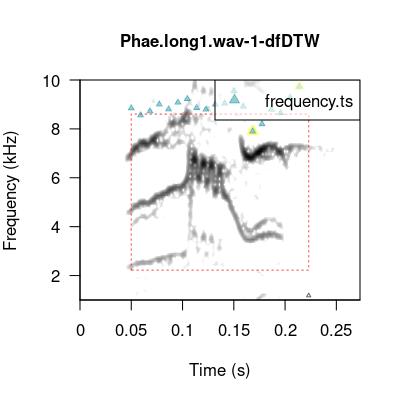 Phae.long1.wav-1-dfDTW
frequency.ts
Frequency (kHz)
10
8
6
4
2
0 0.05 0.1 0.15 0.2 0.25
Time (s)